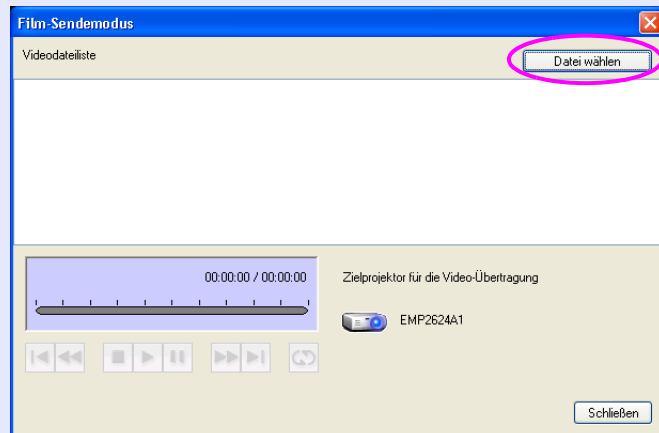 Film-Sendemodus
Videodateiliste
Datei wählen
00:00:00 / 00:00:00
Zielprojektor für die Video-Übertragung
EMP2624A1
Schließen